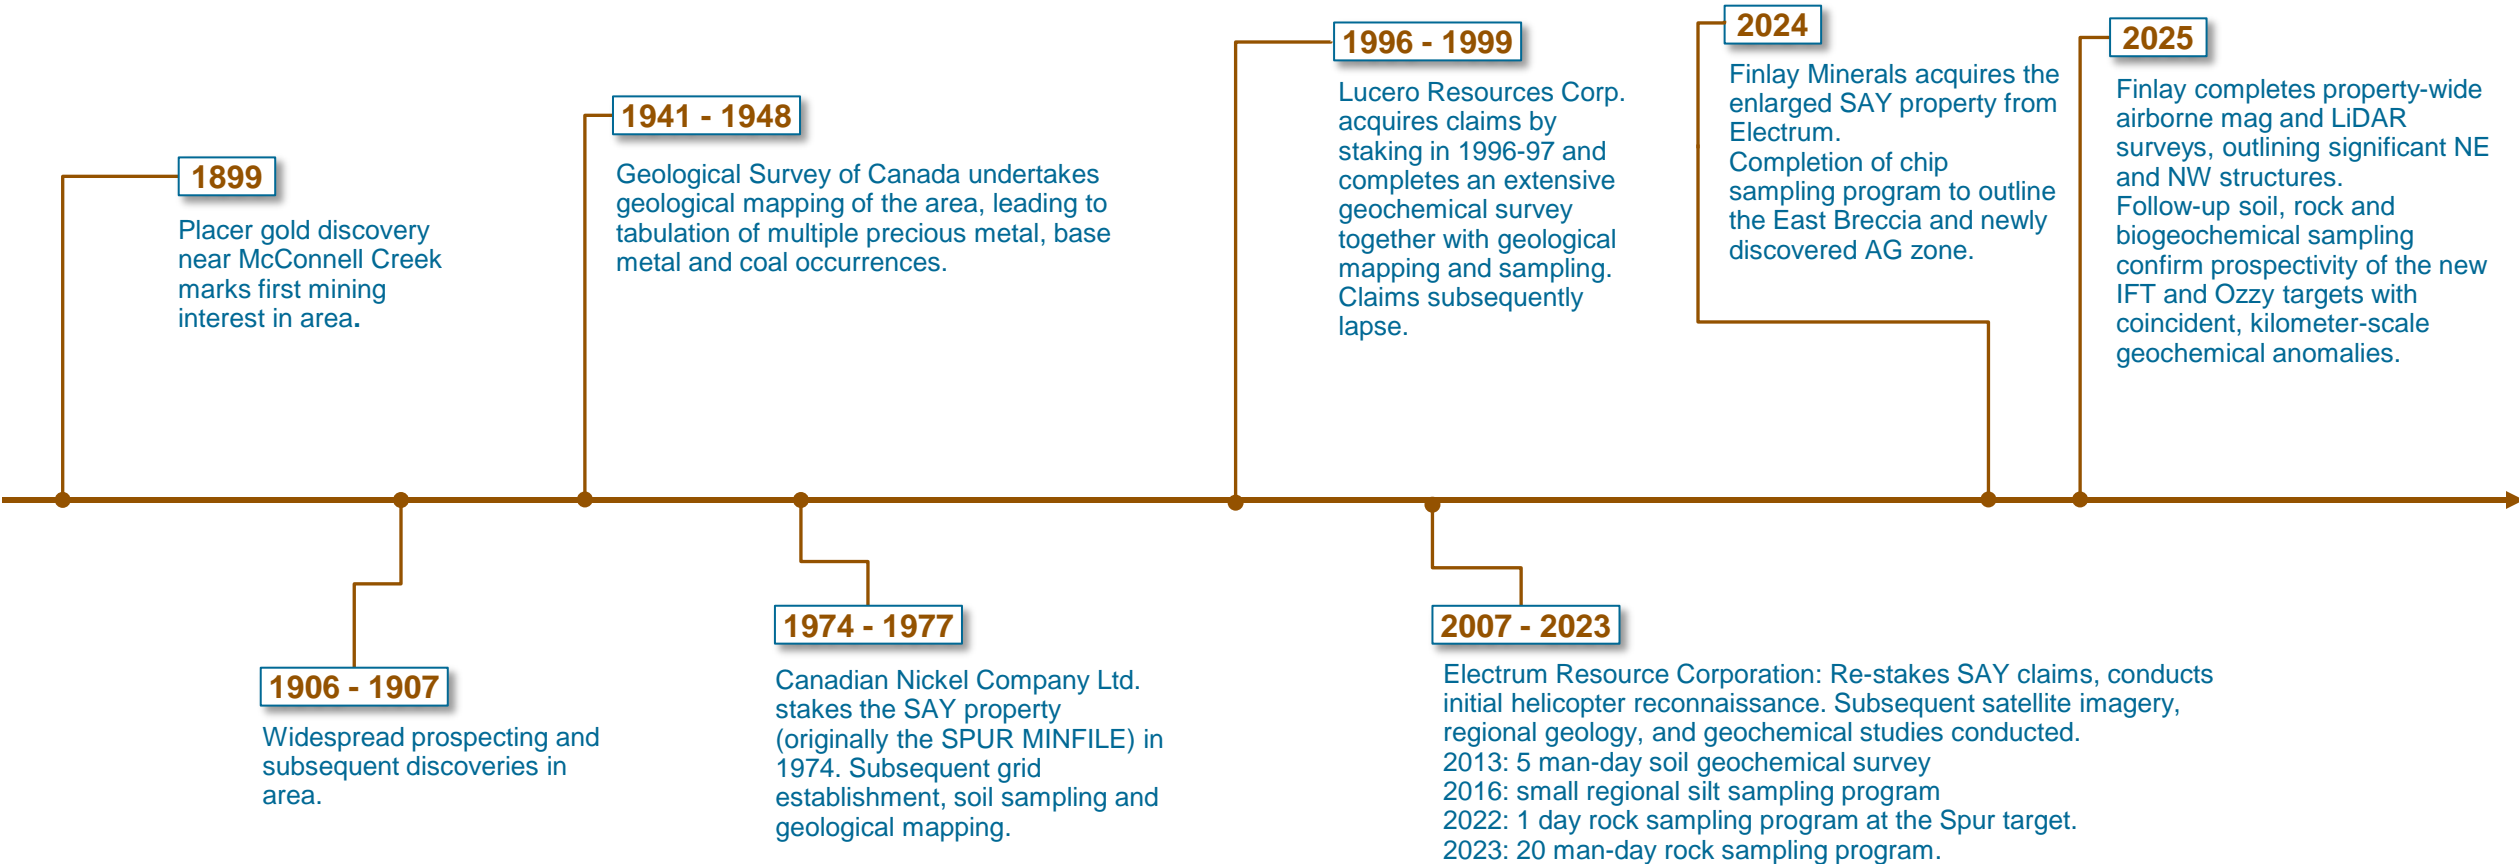 1899
Placer gold discovery
near McConnell Creek
marks first mining
interest in area.
1906 - 1907
Widespread prospecting and
subsequent discoveries in
area.
1941 - 1948
Geological Survey of Canada undertakes
geological mapping of the area, leading to
tabulation of multiple precious metal, base
metal and coal occurrences.
1974 - 1977
Canadian Nickel Company Ltd.
stakes the SAY property
(originally the SPUR MINFILE) in
1974. Subsequent grid
establishment, soil sampling and
geological mapping.
1996 - 1999
Lucero Resources Corp.
acquires claims by
staking in 1996-97 and
completes an extensive
geochemical survey
together with geological
mapping and sampling.
Claims subsequently
lapse.
2007 - 2023
Electrum Resource Corporation: Re-stakes SAY claims, conducts
initial helicopter reconnaissance. Subsequent satellite imagery,
regional geology, and geochemical studies conducted.
2013: 5 man-day soil geochemical survey
2016: small regional silt sampling program
2022: 1 day rock sampling program at the Spur target.
2023: 20 man-day rock sampling program.
2024
Finlay Minerals acquires the
enlarged SAY property from
Electrum.
Completion of chip
sampling program to outline
the East Breccia and newly
discovered AG zone.
2025
Finlay completes property-wide
airborne mag and LiDAR
surveys, outlining significant NE
and NW structures.
Follow-up soil, rock and
biogeochemical sampling
confirm prospectivity of the new
IFT and Ozzy targets with
coincident, kilometer-scale
geochemical anomalies.